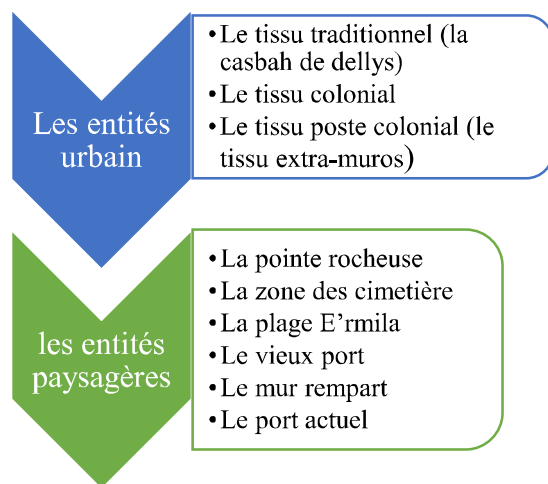 Les entités
urbain
•Le tissu traditionnel (la
casbah de dellys)
•Le tissu colonial
•Le tissu poste colonial (le
tissu extra-muros)
les entités
paysagères
•La pointe rocheuse
•La zone des cimetière
•La plage E'rmila
•Le vieux port
•Le mur rempart
•Le port actuel